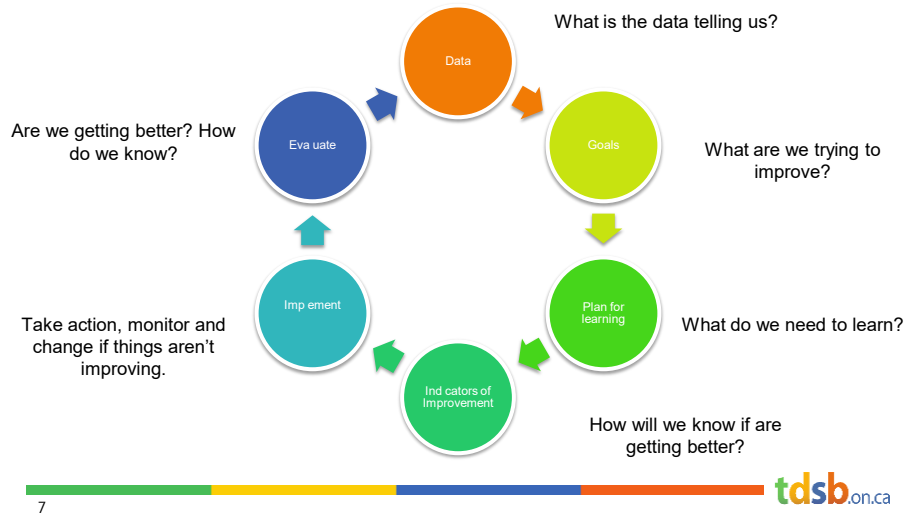 Data
What is the data telling us?
Goals
What are we trying to
improve?
Plan for
learning
What do we need to learn?
Ind cators of
Improvement
How will we know if are
getting better?
Imp ement
Take action, monitor and
change if things aren’t
improving.
Eva uate
Are we getting better? How
do we know?
7
tdsb.on.ca